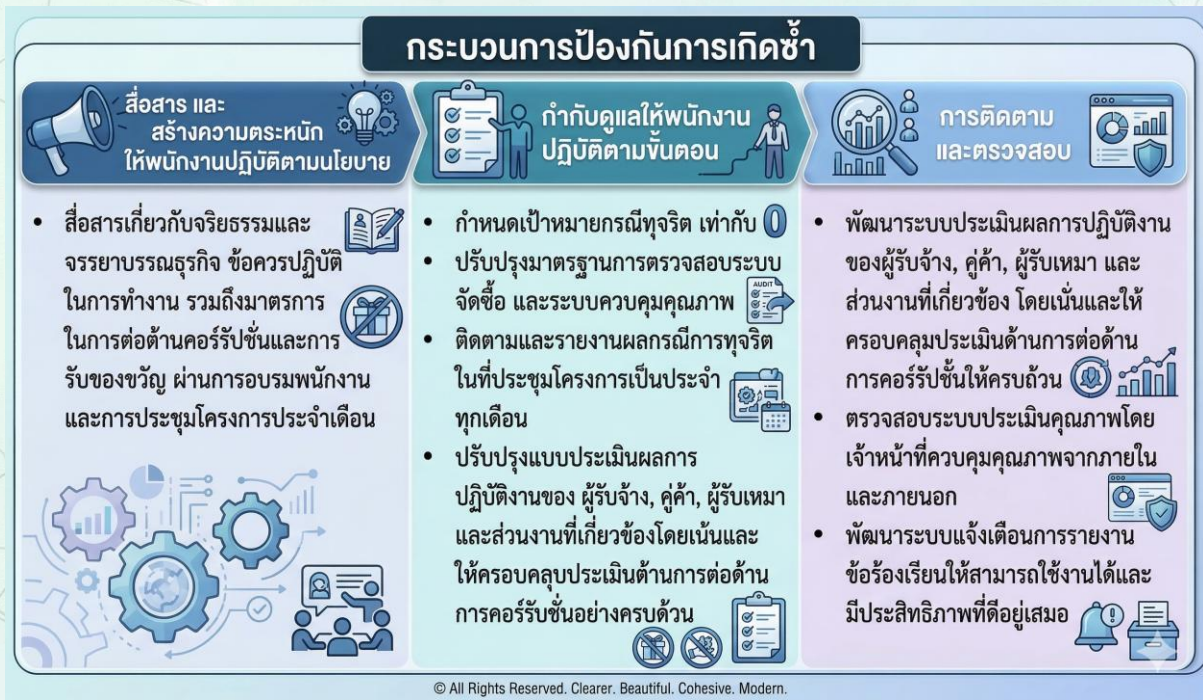 กระบวนการป้องกันการเกิดซ้ำ
สื่อสาร และ
สร้างความตระหนัก
ให้พนักงานปฏิบัติตามนโยบาย
• สื่อสารเกี่ยวกับจริยธรรมและ
จรรยาบรรณธุรกิจ ข้อควรปฏิบัติ
ในการทำงาน รวมถึงมาตรการ
ในการต่อต้านคอร์รัปชั่นและการ
รับของขวัญ ผ่านการอบรมพนักงาน
และการประชุมโครงการประจำเดือน
กำกับดูแลให้พนักงาน
ปฏิบัติตามขั้นตอน
• กำหนดเป้าหมายกรณีทุจริต เท่ากับ 0
• ปรับปรุงมาตรฐานการตรวจสอบระบบ
จัดซื้อ และระบบควบคุมคุณภาพ
AUDIT
• ติดตามและรายงานผลกรณีการทุจริต
ในที่ประชุมโครงการเป็นประจำ
ทุกเดือน
• ปรับปรุงแบบประเมินผลการ
ปฏิบัติงานของ ผู้รับจ้าง, คู่ค้า, ผู้รับเหมา
และส่วนงานที่เกี่ยวข้องโดยเน้นและ
ให้ครอบคลุบประเมินต้านการต่อด้าน
การคอร์รับชั่นอย่างครบด้วน
การติดตาม
และตรวจสอบ
• พัฒนาระบบประเมินผลการปฏิบัติงาน
ของผู้รับจ้าง, คู่ค้า, ผู้รับเหมา และ
ส่วนงานที่เกี่ยวข้อง โดยเนั่นและให้
ครอบคลุมประเมินด้านการต่อด้าน
การคอร์รัปชั้นให้ครบถ้วน
• ตรวจสอบระบบประเมินคุณภาพโดย
เจ้าหน้าที่ควบคุมคุณภาพจากภายใน
และภายนอก
• พัฒนาระบบแจ้งเตือนการรายงาน
ข้อร้องเรียนให้สามารถใช้งานได้และ
มีประสิทธิภาพที่ดีอยู่เสมอ
© All Rights Reserved. Clearer. Beautiful. Cohesive. Modern.